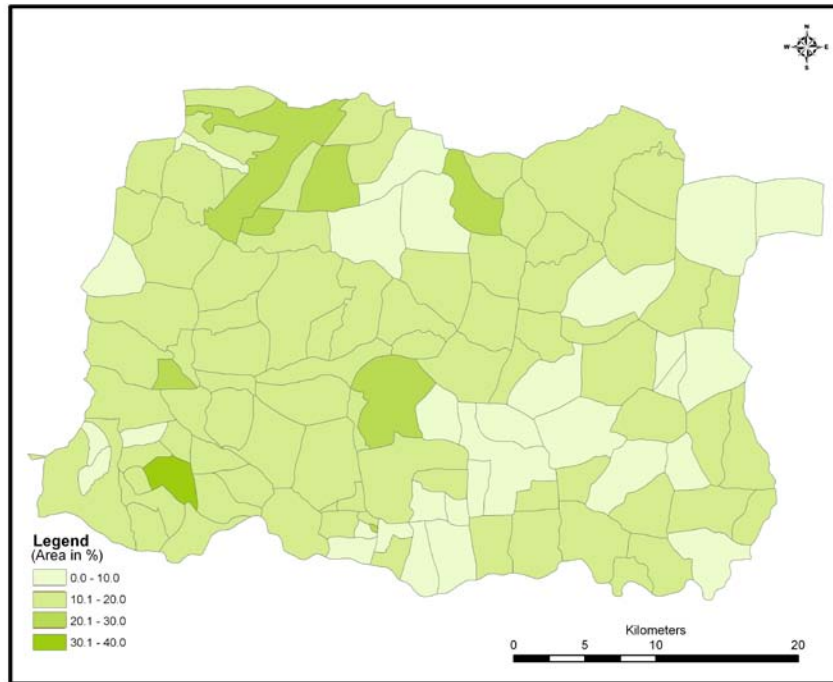 N
W E
S
Legend
(Area in %)
0.0 - 10.0
10.1 - 20.0
20.1 - 30.0
30.1 - 40.0
Kilometers
0 5 10 20